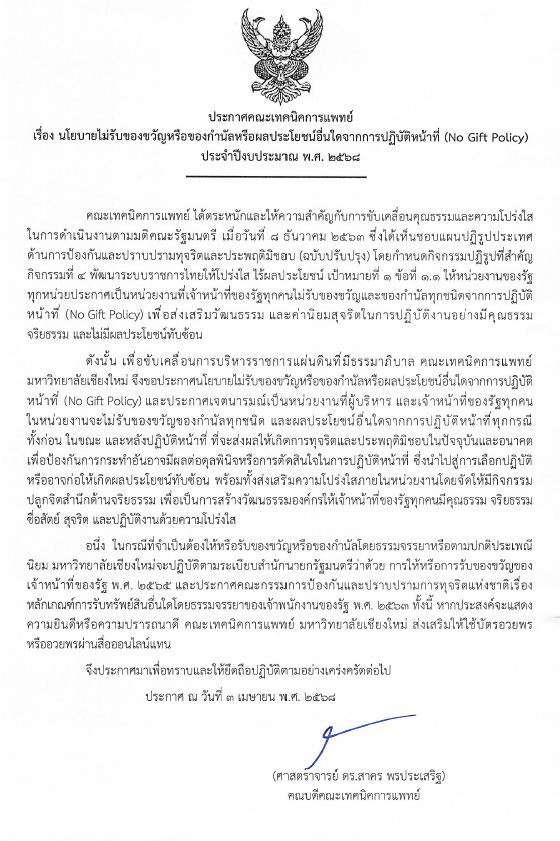 ประกาศคณะเทคนิคการแพทย์
เรื่อง นโยบายไม่รับของขวัญหรือของกำนัลหรือผลประโยชน์อื่นใดจากการปฏิบัติหน้าที่ (No Gift Policy)
ประจำปีงบประมาณ พ.ศ. ๒๕๖๘
คณะเทคนิคการแพทย์ ได้ตระหนักและให้ความสำคัญกับการขับเคลื่อนคุณธรรมและความโปร่งใส
ในการดำเนินงานตามมติคณะรัฐมนตรี เมื่อวันที่ ๘ ธันวาคม ๒๕๖๓ ซึ่งได้เห็นชอบแผนปฏิรูปประเทศ
ด้านการป้องกันและปราบปรามทุจริตและประพฤติมิชอบ (ฉบับปรับปรุง) โดยกำหนดกิจกรรมปฏิรูปที่สำคัญ
กิจกรรมที่ ๔ พัฒนาระบบราชการไทยให้โปร่งใส ไร้ผลประโยชน์ เป้าหมายที่ ๑ ข้อที่ ๑.๑ ให้หน่วยงานของรัฐ
ทุกหน่วยประกาศเป็นหน่วยงานที่เจ้าหน้าที่ของรัฐทุกคนไม่รับของขวัญและของกำนัลทุกชนิดจากการปฏิบัติ
หน้าที่ (No Gift Policy) เพื่อส่งเสริมวัฒนธรรม และค่านิยมสุจริตในการปฏิบัติงานอย่างมีคุณธรรม
จริยธรรม และไม่มีผลประโยชน์ทับซ้อน
ดังนั้น เพื่อขับเคลื่อนการบริหารราชการแผ่นดินที่มีธรรมาภิบาล คณะเทคนิคการแพทย์
มหาวิทยาลัยเชียงใหม่ จึงขอประกาศนโยบายไม่รับของขวัญหรือของกำนัลหรือผลประโยชน์อื่นใดจากการปฏิบัติ
หน้าที่ (No Gift Policy) และประกาศเจตนารมณ์เป็นหน่วยงานที่ผู้บริหาร และเจ้าหน้าที่ของรัฐทุกคน
ในหน่วยงานจะไม่รับของขวัญของกำนัลทุกชนิด และผลประโยชน์อื่นใดจากการปฏิบัติหน้าที่ทุกกรณี
ทั้งก่อน ในขณะ และหลังปฏิบัติหน้าที่ ที่จะส่งผลให้เกิดการทุจริตและประพฤติมิชอบในปัจจุบันและอนาคต
เพื่อป้องกันการกระทำอันอาจมีผลต่อดุลพินิจหรือการตัดสินใจในการปฏิบัติหน้าที่ ซึ่งนำไปสู่การเลือกปฏิบัติ
หรืออาจก่อให้เกิดผลประโยชน์ทับซ้อน พร้อมทั้งส่งเสริมความโปร่งใสภายในหน่วยงานโดยจัดให้มีกิจกรรม
ปลูกจิตสำนึกด้านจริยธรรม เพื่อเป็นการสร้างวัฒนธรรมองค์กรให้เจ้าหน้าที่ของรัฐทุกคนมีคุณธรรม จริยธรรม
ซื่อสัตย์ สุจริต และปฏิบัติงานด้วยความโปร่งใส
อนึ่ง ในกรณีที่จำเป็นต้องให้หรือรับของขวัญหรือของกำนัลโดยธรรมจรรยาหรือตามปกติประเพณี
นิยม มหาวิทยาลัยเชียงใหม่จะปฏิบัติตามระเบียบสำนักนายกรัฐมนตรีว่าด้วย การให้หรือการรับของขวัญของ
เจ้าหน้าที่ของรัฐ พ.ศ. ๒๕๖๕ และประกาศคณะกรรมการป้องกันและปราบปรามการทุจริตแห่งชาติเรื่อง
หลักเกณฑ์การรับทรัพย์สินอื่นใดโดยธรรมจรรยาของเจ้าพนักงานของรัฐ พ.ศ. ๒๕๖๓ ทั้งนี้ หากประสงค์จะแสดง
ความยินดีหรือความปรารถนาดี คณะเทคนิคการแพทย์ มหาวิทยาลัยเชียงใหม่ ส่งเสริมให้ใช้บัตรอวยพร
หรืออวยพรผ่านสื่อออนไลน์แทน
จึงประกาศมาเพื่อทราบและให้ยึดถือปฏิบัติตามอย่างเคร่งครัดต่อไป
ประกาศ ณ วันที่ ๓ เมษายน พ.ศ. ๒๕๖๘
(ศาสตราจารย์ ดร.สาคร พรประเสริฐ)
คณบดีคณะเทคนิคการแพทย์